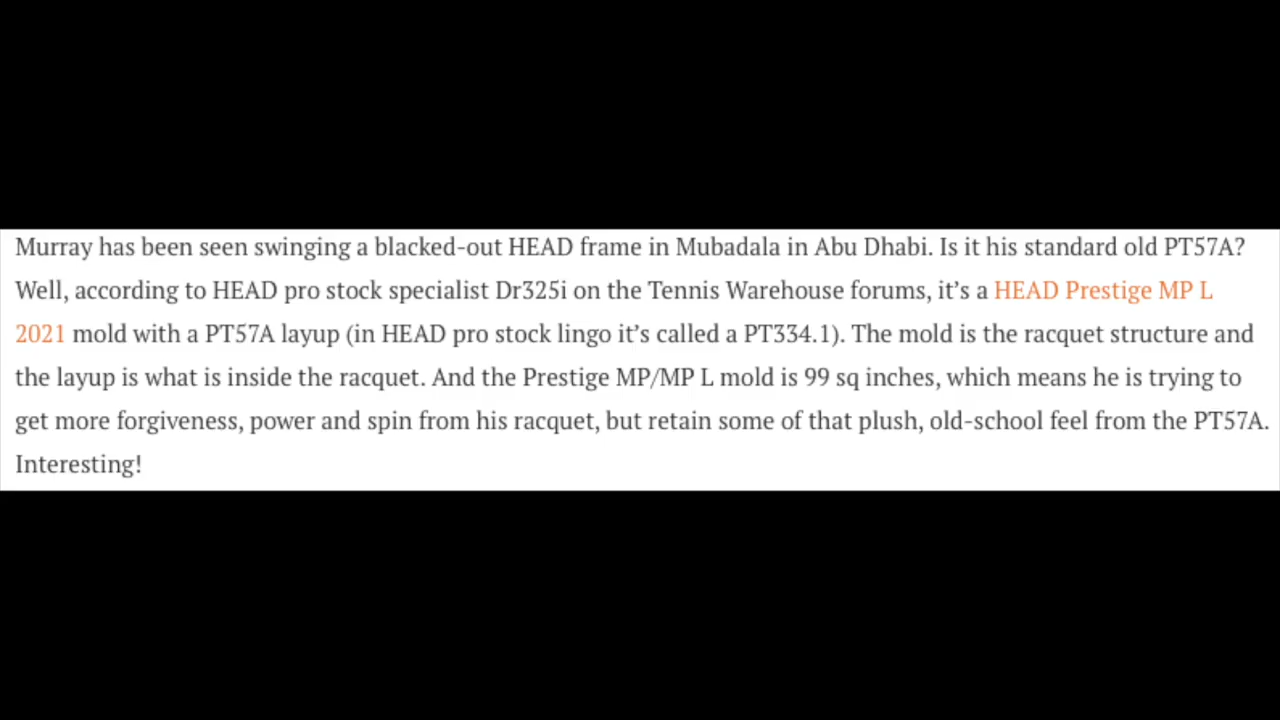 Murray has been seen swinging a blacked-out HEAD frame in Mubadala in Abu Dhabi. Is it his standard old PT57A?
Well, according to HEAD pro stock specialist Dr325i on the Tennis Warehouse forums, it’s a HEAD Prestige MP L
2021 mold with a PT57A layup (in HEAD pro stock lingo it’s called a PT334.1). The mold is the racquet structure and
the layup is what is inside the racquet. And the Prestige MP/MP L mold is 99 sq inches, which means he is trying to
get more forgiveness, power and spin from his racquet, but retain some of that plush, old-school feel from the PT57A.
Interesting!